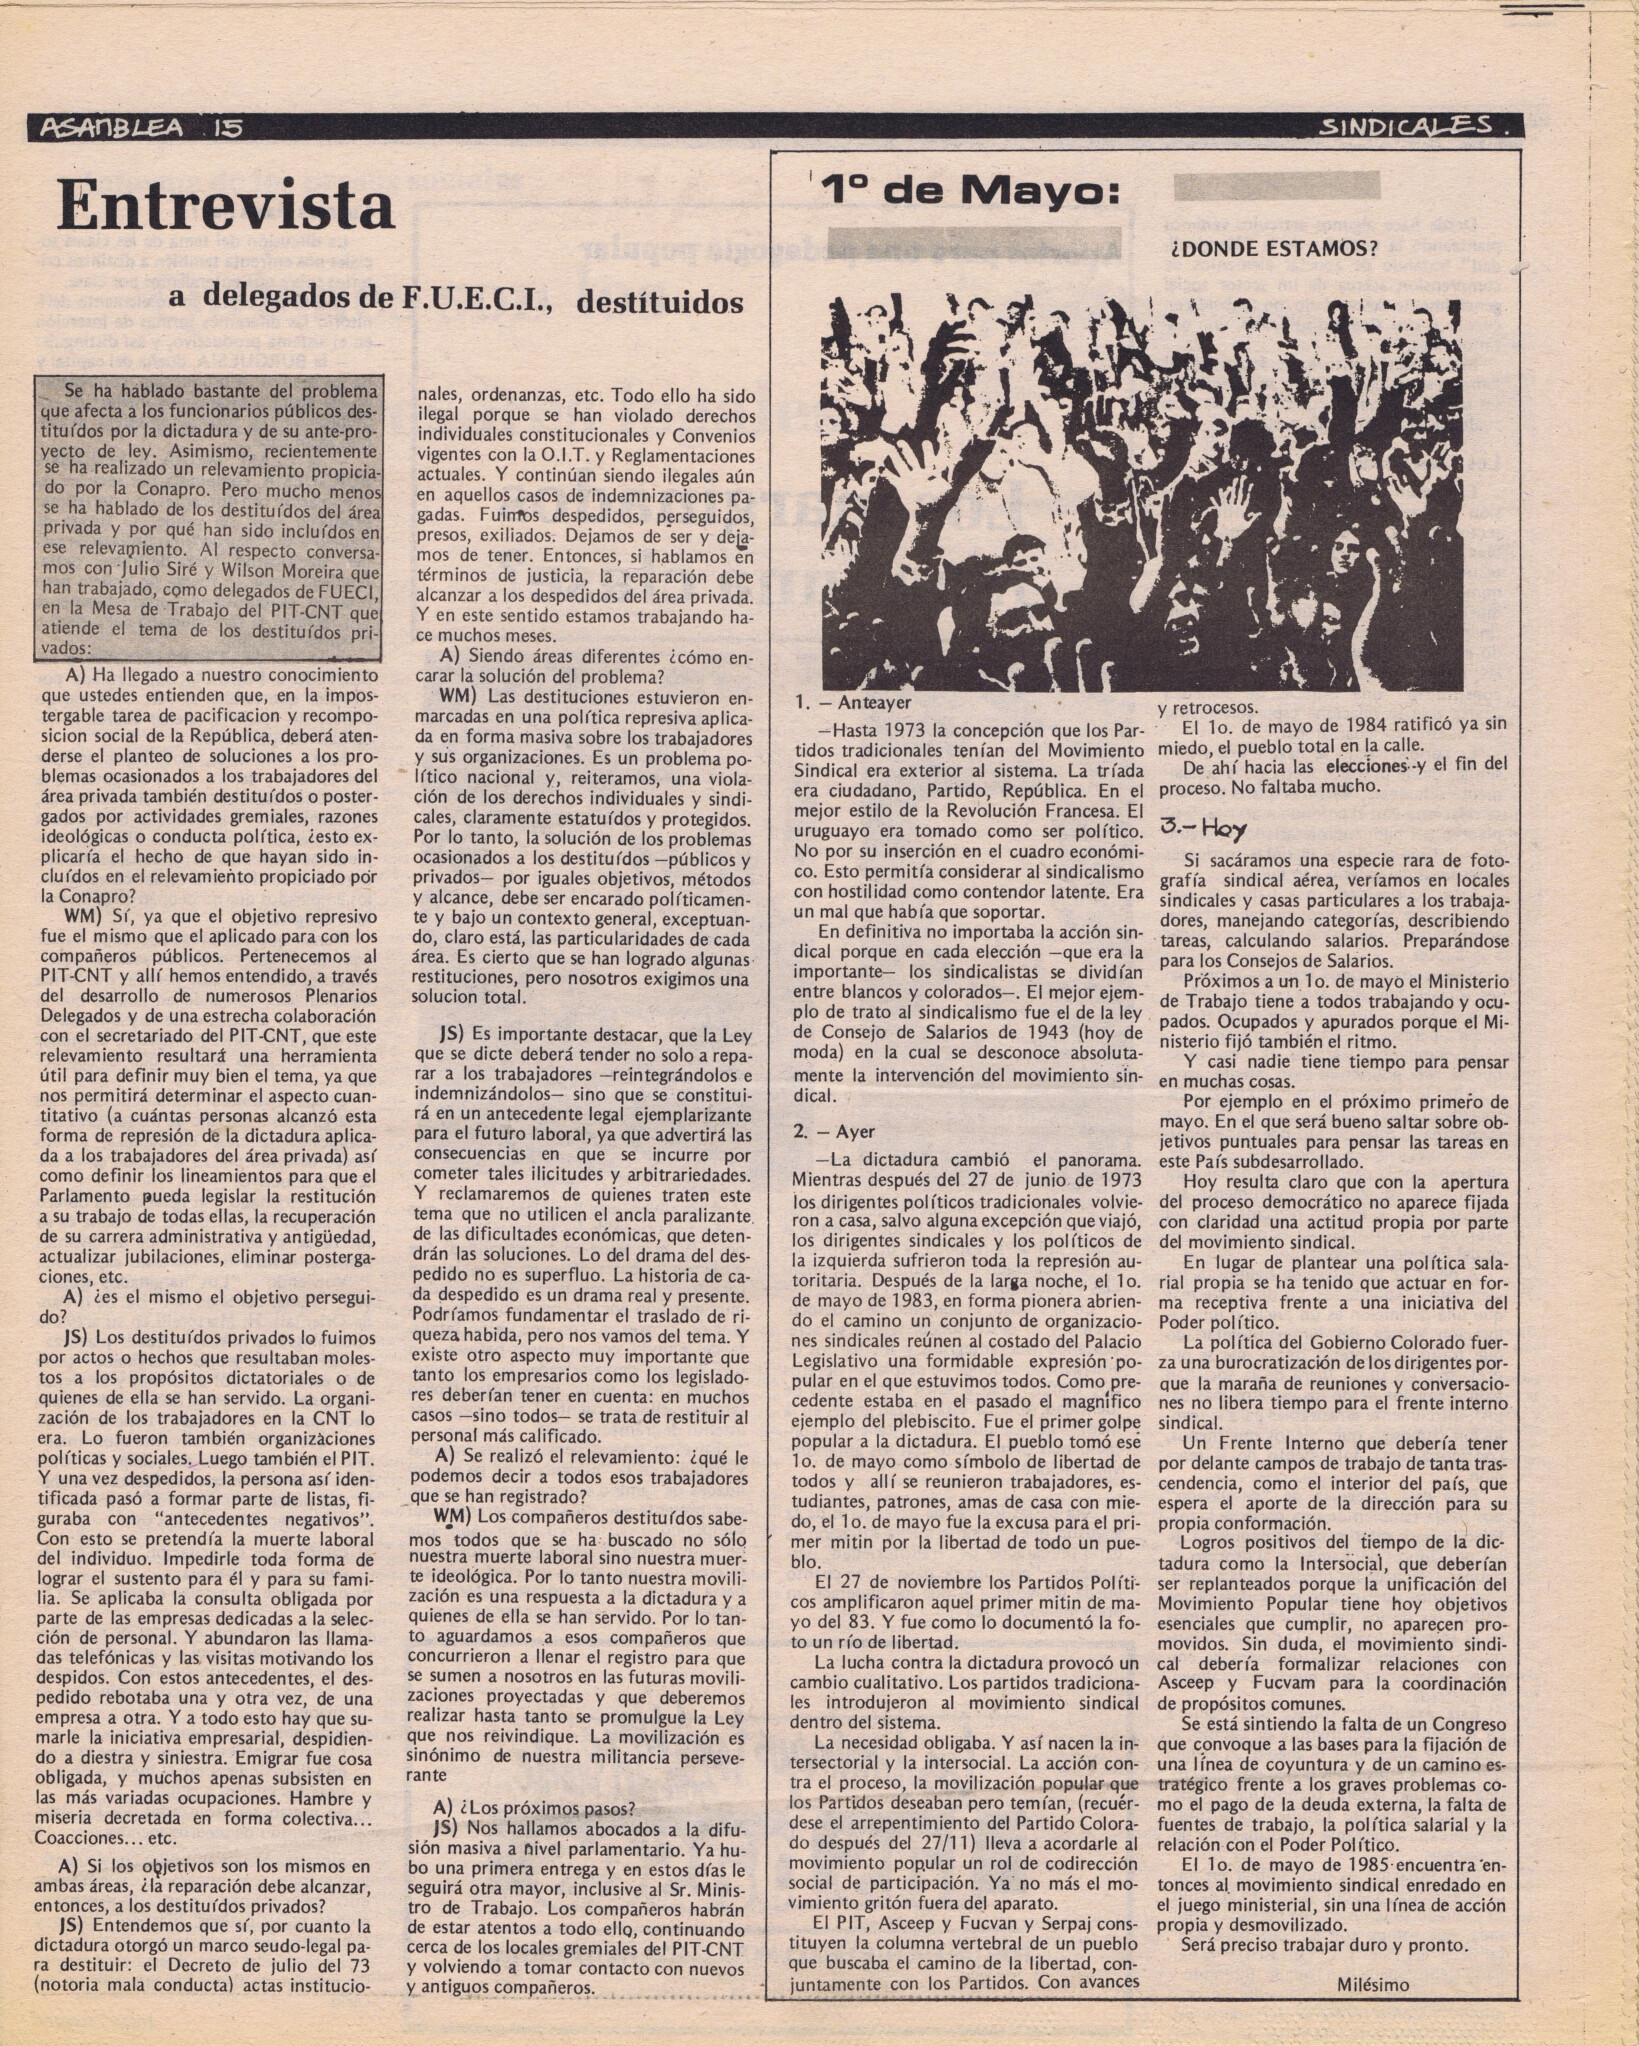 ASAMBLEA 15
SINDICALES.
Entrevista
a delegados de F.U.E.C.I., destítuidos
Se ha hablado bastante del problema
que afecta a los funcionarios públicos des-
tituídos por la dictadura y de su ante-pro-
yecto de ley. Asimismo, recientemente
se ha realizado un relevamiento propicia-
do por la Conapro. Pero mucho menos
se ha hablado de los destituídos del área
privada y por qué han sido incluídos en
ese relevamiento. Al respecto conversa-
mos con Julio Siré y Wilson Moreira que
han trabajado, como delegados de FUECI,
en la Mesa de Trabajo del PIT-CNT que
atiende el tema de los destituídos pri-
vados:
A) Ha llegado a nuestro conocimiento
que ustedes entienden que, en la impos-
tergable tarea de pacificacion y recompo-
sicion social de la República, deberá aten-
derse el planteo de soluciones a los pro-
blemas ocasionados a los trabajadores del
área privada también destituídos o poster-
gados por actividades gremiales, razones
ideológicas o conducta política, ¿esto ex-
plicaría el hecho de que hayan sido in-
cluídos en el relevamiento propiciado por
la Conapro?
WM) Sí, ya que el objetivo represivo
fue el mismo que el aplicado para con los
compañeros públicos. Pertenecemos al
PIT-CNT y allí hemos entendido, a través
del desarrollo de numerosos Plenarios
Delegados y de una estrecha colaboración
con el secretariado del PIT-CNT, que este
relevamiento resultará una herramienta
útil para definir muy bien el tema, ya que
nos permitirá determinar el aspecto cuan-
titativo (a cuántas personas alcanzó esta
forma de represión de la dictadura aplica-
da a los trabajadores del área privada) así
como definir los lineamientos para que el
Parlamento pueda legislar la restitución
a su trabajo de todas ellas, la recuperación
de su carrera administrativa y antigüedad,
actualizar jubilaciones, eliminar posterga-
ciones, etc.
A) ¿es el mismo el objetivo persegui-
do?
JS) Los destituídos privados lo fuimos
por actos o hechos que resultaban moles-
tos a los propósitos dictatoriales o de
quienes de ella se han servido. La organi-
zación de los trabajadores en la CNT lo
era. Lo fueron también organizaciones
políticas y sociales. Luego también el PIT.
Y una vez despedidos, la persona así iden-
tificada pasó a formar parte de listas, fi-
guraba con "antecedentes negativos".
Con esto se pretendía la muerte laboral
del individuo. Impedirle toda forma de
lograr el sustento para él y para su fami-
lia. Se aplicaba la consulta obligada por
parte de las empresas dedicadas a la selec-
ción de personal. Y abundaron las llama-
das telefónicas y las visitas motivando los
despidos. Con estos antecedentes, el des-
pedido rebotaba una y otra vez, de una
empresa a otra. Y a todo esto hay que su-
marle la iniciativa empresarial, despidien-
do a diestra y siniestra. Emigrar fue cosa
obligada, y muchos apenas subsisten en
las más variadas ocupaciones. Hambre y
miseria decretada en forma colectiva...
Coacciones... etc.
A) Si los objetivos son los mismos en
ambas áreas, ¿la reparación debe alcanzar,
entonces, a los destituídos privados?
JS) Entendemos que sí, por cuanto la
dictadura otorgó un marco seudo-legal pa-
ra destituir: el Decreto de julio del 73
(notoria mala conducta) actas institucio-
nales, ordenanzas, etc. Todo ello ha sido
ilegal porque se han violado derechos
individuales constitucionales y Convenios
vigentes con la O.I.T. y Reglamentaciones
actuales. Y continúan siendo ilegales aún
en aquellos casos de indemnizaciones pa-
gadas. Fuimos despedidos, perseguidos,
presos, exiliados. Dejamos de ser y deja-
mos de tener. Entonces, si hablamos en
términos de justicia, la reparación debe
alcanzar a los despedidos del área privada.
Y en este sentido estamos trabajando ha-
ce muchos meses.
A) Siendo áreas diferentes ¿cómo en-
carar la solución del problema?
WM) Las destituciones estuvieron en-
marcadas en una política represiva aplica-
da en forma masiva sobre los trabajadores
y sus organizaciones. Es un problema po-
lítico nacional y, reiteramos, una viola-
ción de los derechos individuales y sindi-
cales, claramente estatuídos y protegidos.
Por lo tanto, la solución de los problemas
ocasionados a los destituídos —públicos y
privados— por iguales objetivos, métodos
y alcance, debe ser encarado políticamen-
te y bajo un contexto general, exceptuan-
do, claro está, las particularidades de cada
área. Es cierto que se han logrado algunas
restituciones, pero nosotros exigimos una
solucion total.
JS) Es importante destacar, que la Ley
que se dicte deberá tender no solo a repa-
rar a los trabajadores —reintegrándolos e
indemnizándolos— sino que se constitui-
rá en un antecedente legal ejemplarizante
para el futuro laboral, ya que advertirá las
consecuencias en que se incurre por
cometer tales ilicitudes y arbitrariedades.
Y reclamaremos de quienes traten este
tema que no utilicen el ancla paralizante
de las dificultades económicas, que deten-
drán las soluciones. Lo del drama del des-
pedido no es superfluo. La historia de ca-
da despedido es un drama real y presente.
Podríamos fundamentar el traslado de ri-
queza habida, pero nos vamos del tema. Y
existe otro aspecto muy importante que
tanto los empresarios como los legislado-
res deberían tener en cuenta: en muchos
casos —sino todos— se trata de restituir al
personal más calificado.
A) Se realizó el relevamiento: ¿qué le
podemos decir a todos esos trabajadores
que se han registrado?
WM) Los compañeros destituídos sabe-
mos todos que se ha buscado no sólo
nuestra muerte laboral sino nuestra muer-
te ideológica. Por lo tanto nuestra movili-
zación es una respuesta a la dictadura y a
quienes de ella se han servido. Por lo tan-
to aguardamos a esos compañeros que
concurrieron a llenar el registro para que
se sumen a nosotros en las futuras movili-
zaciones proyectadas y que deberemos
realizar hasta tanto se promulgue la Ley
que nos reivindique. La movilización es
sinónimo de nuestra militancia perseve-
rante
A) ¿Los próximos pasos?
JS) Nos hallamos abocados a la difu-
sión masiva a nivel parlamentario. Ya hu-
bo una primera entrega y en estos días le
seguirá otra mayor, inclusive al Sr. Minis-
tro de Trabajo. Los compañeros habrán
de estar atentos a todo ello, continuando
cerca de los locales gremiales del PIT-CNT
y volviendo a tomar contacto con nuevos
y antiguos compañeros.
1º de Mayo:
¿DONDE ESTAMOS?
1. — Anteayer
—Hasta 1973 la concepción que los Par-
tidos tradicionales tenían del Movimiento
Sindical era exterior al sistema. La tríada
era ciudadano, Partido, República. En el
mejor estilo de la Revolución Francesa. El
uruguayo era tomado como ser político.
No por su inserción en el cuadro económi-
co. Esto permitía considerar al sindicalismo
con hostilidad como contendor latente. Era
un mal que había que soportar.
En definitiva no importaba la acción sin-
dical porque en cada elección —que era la
importante— los sindicalistas se dividían
entre blancos y colorados—. El mejor ejem-
plo de trato al sindicalismo fue el de la ley
de Consejo de Salarios de 1943 (hoy de
moda) en la cual se desconoce absoluta-
mente la intervención del movimiento sin-
dical.
2. — Ayer
—La dictadura cambió el panorama.
Mientras después del 27 de junio de 1973
los dirigentes políticos tradicionales volvie-
ron a casa, salvo alguna excepción que viajó,
los dirigentes sindicales y los políticos de
la izquierda sufrieron toda la represión au-
toritaria. Después de la larga noche, el 1o.
de mayo de 1983, en forma pionera abrien-
do el camino un conjunto de organizacio-
nes sindicales reúnen al costado del Palacio
Legislativo una formidable expresión po-
pular en el que estuvimos todos. Como pre-
cedente estaba en el pasado el magnífico
ejemplo del plebiscito. Fue el primer golpe
popular a la dictadura. El pueblo tomó ese
1o. de mayo como símbolo de libertad de
todos y allí se reunieron trabajadores, es-
tudiantes, patrones, amas de casa con mie-
do, el 1o. de mayo fue la excusa para el pri-
mer mitin por la libertad de todo un pue-
blo.
El 27 de noviembre los Partidos Políti-
cos amplificaron aquel primer mitin de ma-
yo del 83. Y fue como lo documentó la fo-
to un río de libertad.
La lucha contra la dictadura provocó un
cambio cualitativo. Los partidos tradiciona-
les introdujeron al movimiento sindical
dentro del sistema.
La necesidad obligaba. Y así nacen la in-
tersectorial y la intersocial. La acción con-
tra el proceso, la movilización popular que
los Partidos deseaban pero temían, (recuér-
dese el arrepentimiento del Partido Colora-
do después del 27/11) lleva a acordarle al
movimiento popular un rol de codirección
social de participación. Ya no más el mo-
vimiento gritón fuera del aparato.
El PIT, Asceep y Fucvan y Serpaj cons-
tituyen la columna vertebral de un pueblo
que buscaba el camino de la libertad, con-
juntamente con los Partidos. Con avances
y retrocesos.
El 1o. de mayo de 1984 ratificó ya sin
miedo, el pueblo total en la calle.
De ahí hacia las elecciones y el fin del
proceso. No faltaba mucho.
3.- Hoy
Si sacáramos una especie rara de foto-
grafía sindical aérea, veríamos en locales
sindicales y casas particulares a los trabaja-
dores, manejando categorías, describiendo
tareas, calculando salarios. Preparándose
para los Consejos de Salarios.
Próximos a un 1o. de mayo el Ministerio
de Trabajo tiene a todos trabajando y ocu-
pados. Ocupados y apurados porque el Mi-
nisterio fijó también el ritmo.
Y casi nadie tiene tiempo para pensar
en muchas cosas.
Por ejemplo en el próximo primero de
mayo. En el que será bueno saltar sobre ob-
jetivos puntuales para pensar las tareas en
este País subdesarrollado.
Hoy resulta claro que con la apertura
del proceso democrático no aparece fijada
con claridad una actitud propia por parte
del movimiento sindical.
En lugar de plantear una política sala-
rial propia se ha tenido que actuar en for-
ma receptiva frente a una iniciativa del
Poder político.
La política del Gobierno Colorado fuer-
za una burocratización de los dirigentes por-
que la maraña de reuniones y conversacio-
nes no libera tiempo para el frente interno
sindical.
Un Frente Interno que debería tener
por delante campos de trabajo de tanta tras-
cendencia, como el interior del país, que
espera el aporte de la dirección para su
propia conformación.
Logros positivos del tiempo de la dic-
tadura como la Intersocial, que deberían
ser replanteados porque la unificación del
Movimiento Popular tiene hoy objetivos
esenciales que cumplir, no aparecen pro-
movidos. Sin duda, el movimiento sindi-
cal debería formalizar relaciones con
Asceep y Fucvam para la coordinación
de propósitos comunes.
Se está sintiendo la falta de un Congreso
que convoque a las bases para la fijación de
una línea de coyuntura y de un camino es-
tratégico frente a los graves problemas co-
mo el pago de la deuda externa, la falta de
fuentes de trabajo, la política salarial y la
relación con el Poder Político.
El 1o. de mayo de 1985 encuentra en-
tonces al movimiento sindical enredado en
el juego ministerial, sin una línea de acción
propia y desmovilizado.
Será preciso trabajar duro y pronto.
Milésimo